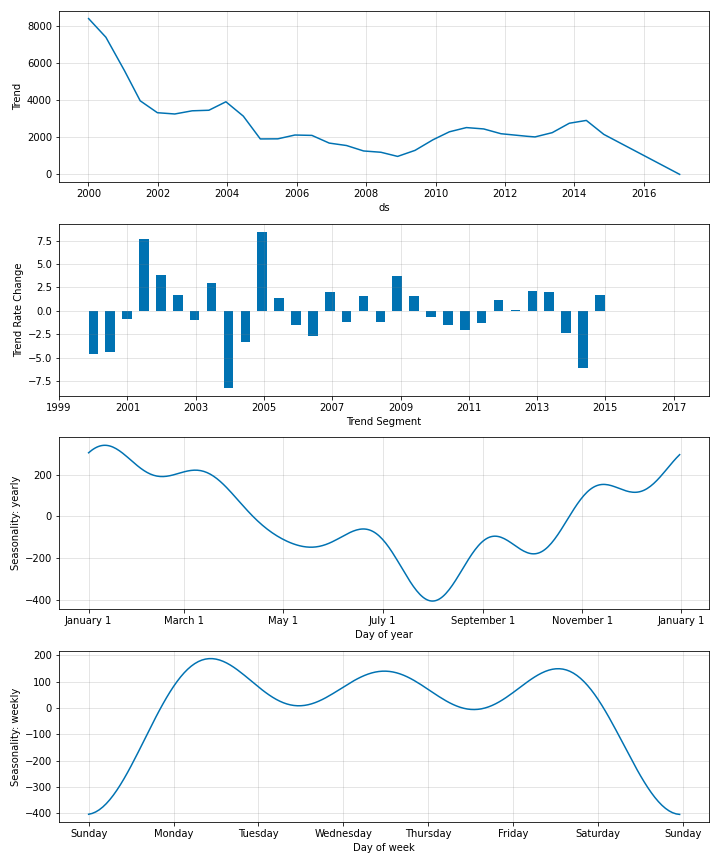 8000
6000
4000
2000
0
Trend
2000 2002 2004 2006 2008 2010 2012 2014 2016
ds
7.5
5.0
2.5
0.0
−2.5
−5.0
−7.5
Trend Rate Change
1999 2001 2003 2005 2007 2009 2011 2013 2015 2017
Trend Segment
200
0
−200
−400
Seasonality: yearly
January 1 March 1 May 1 July 1 September 1 November 1 January 1
Day of year
200
100
0
−100
−200
−300
−400
Seasonality: weekly
Sunday Monday Tuesday Wednesday Thursday Friday Saturday Sunday
Day of week